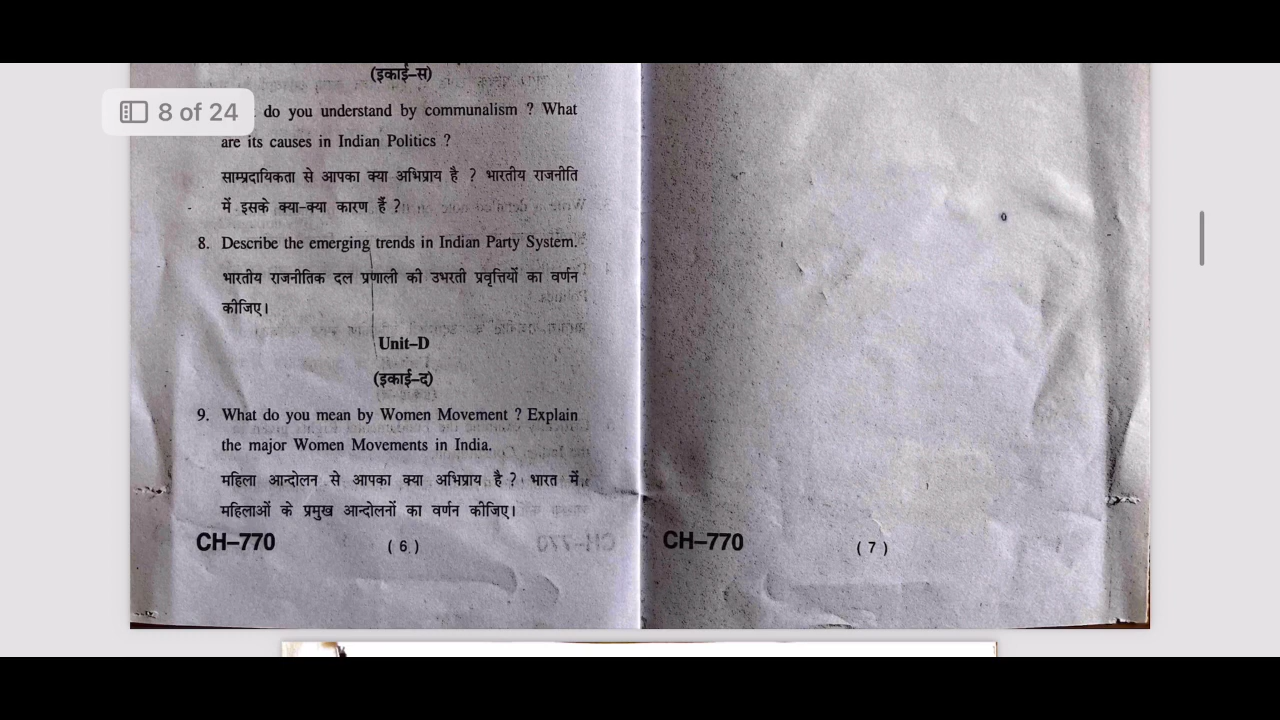 (इकाई–स)
8 of 24
do you understand by communalism ? What
are its causes in Indian Politics ?
साम्प्रदायिकता से आपका क्या अभिप्राय है ? भारतीय राजनीति
में इसके क्या-क्या कारण हैं ?
8. Describe the emerging trends in Indian Party System.
भारतीय राजनीतिक दल प्रणाली की उभरती प्रवृत्तियों का वर्णन
कीजिए।
Unit–D
(इकाई–द)
9. What do you mean by Women Movement ? Explain
the major Women Movements in India.
महिला आन्दोलन से आपका क्या अभिप्राय है ? भारत में
महिलाओं के प्रमुख आन्दोलनों का वर्णन कीजिए।
CH–770 ( 6 )
CH–770 ( 7 )